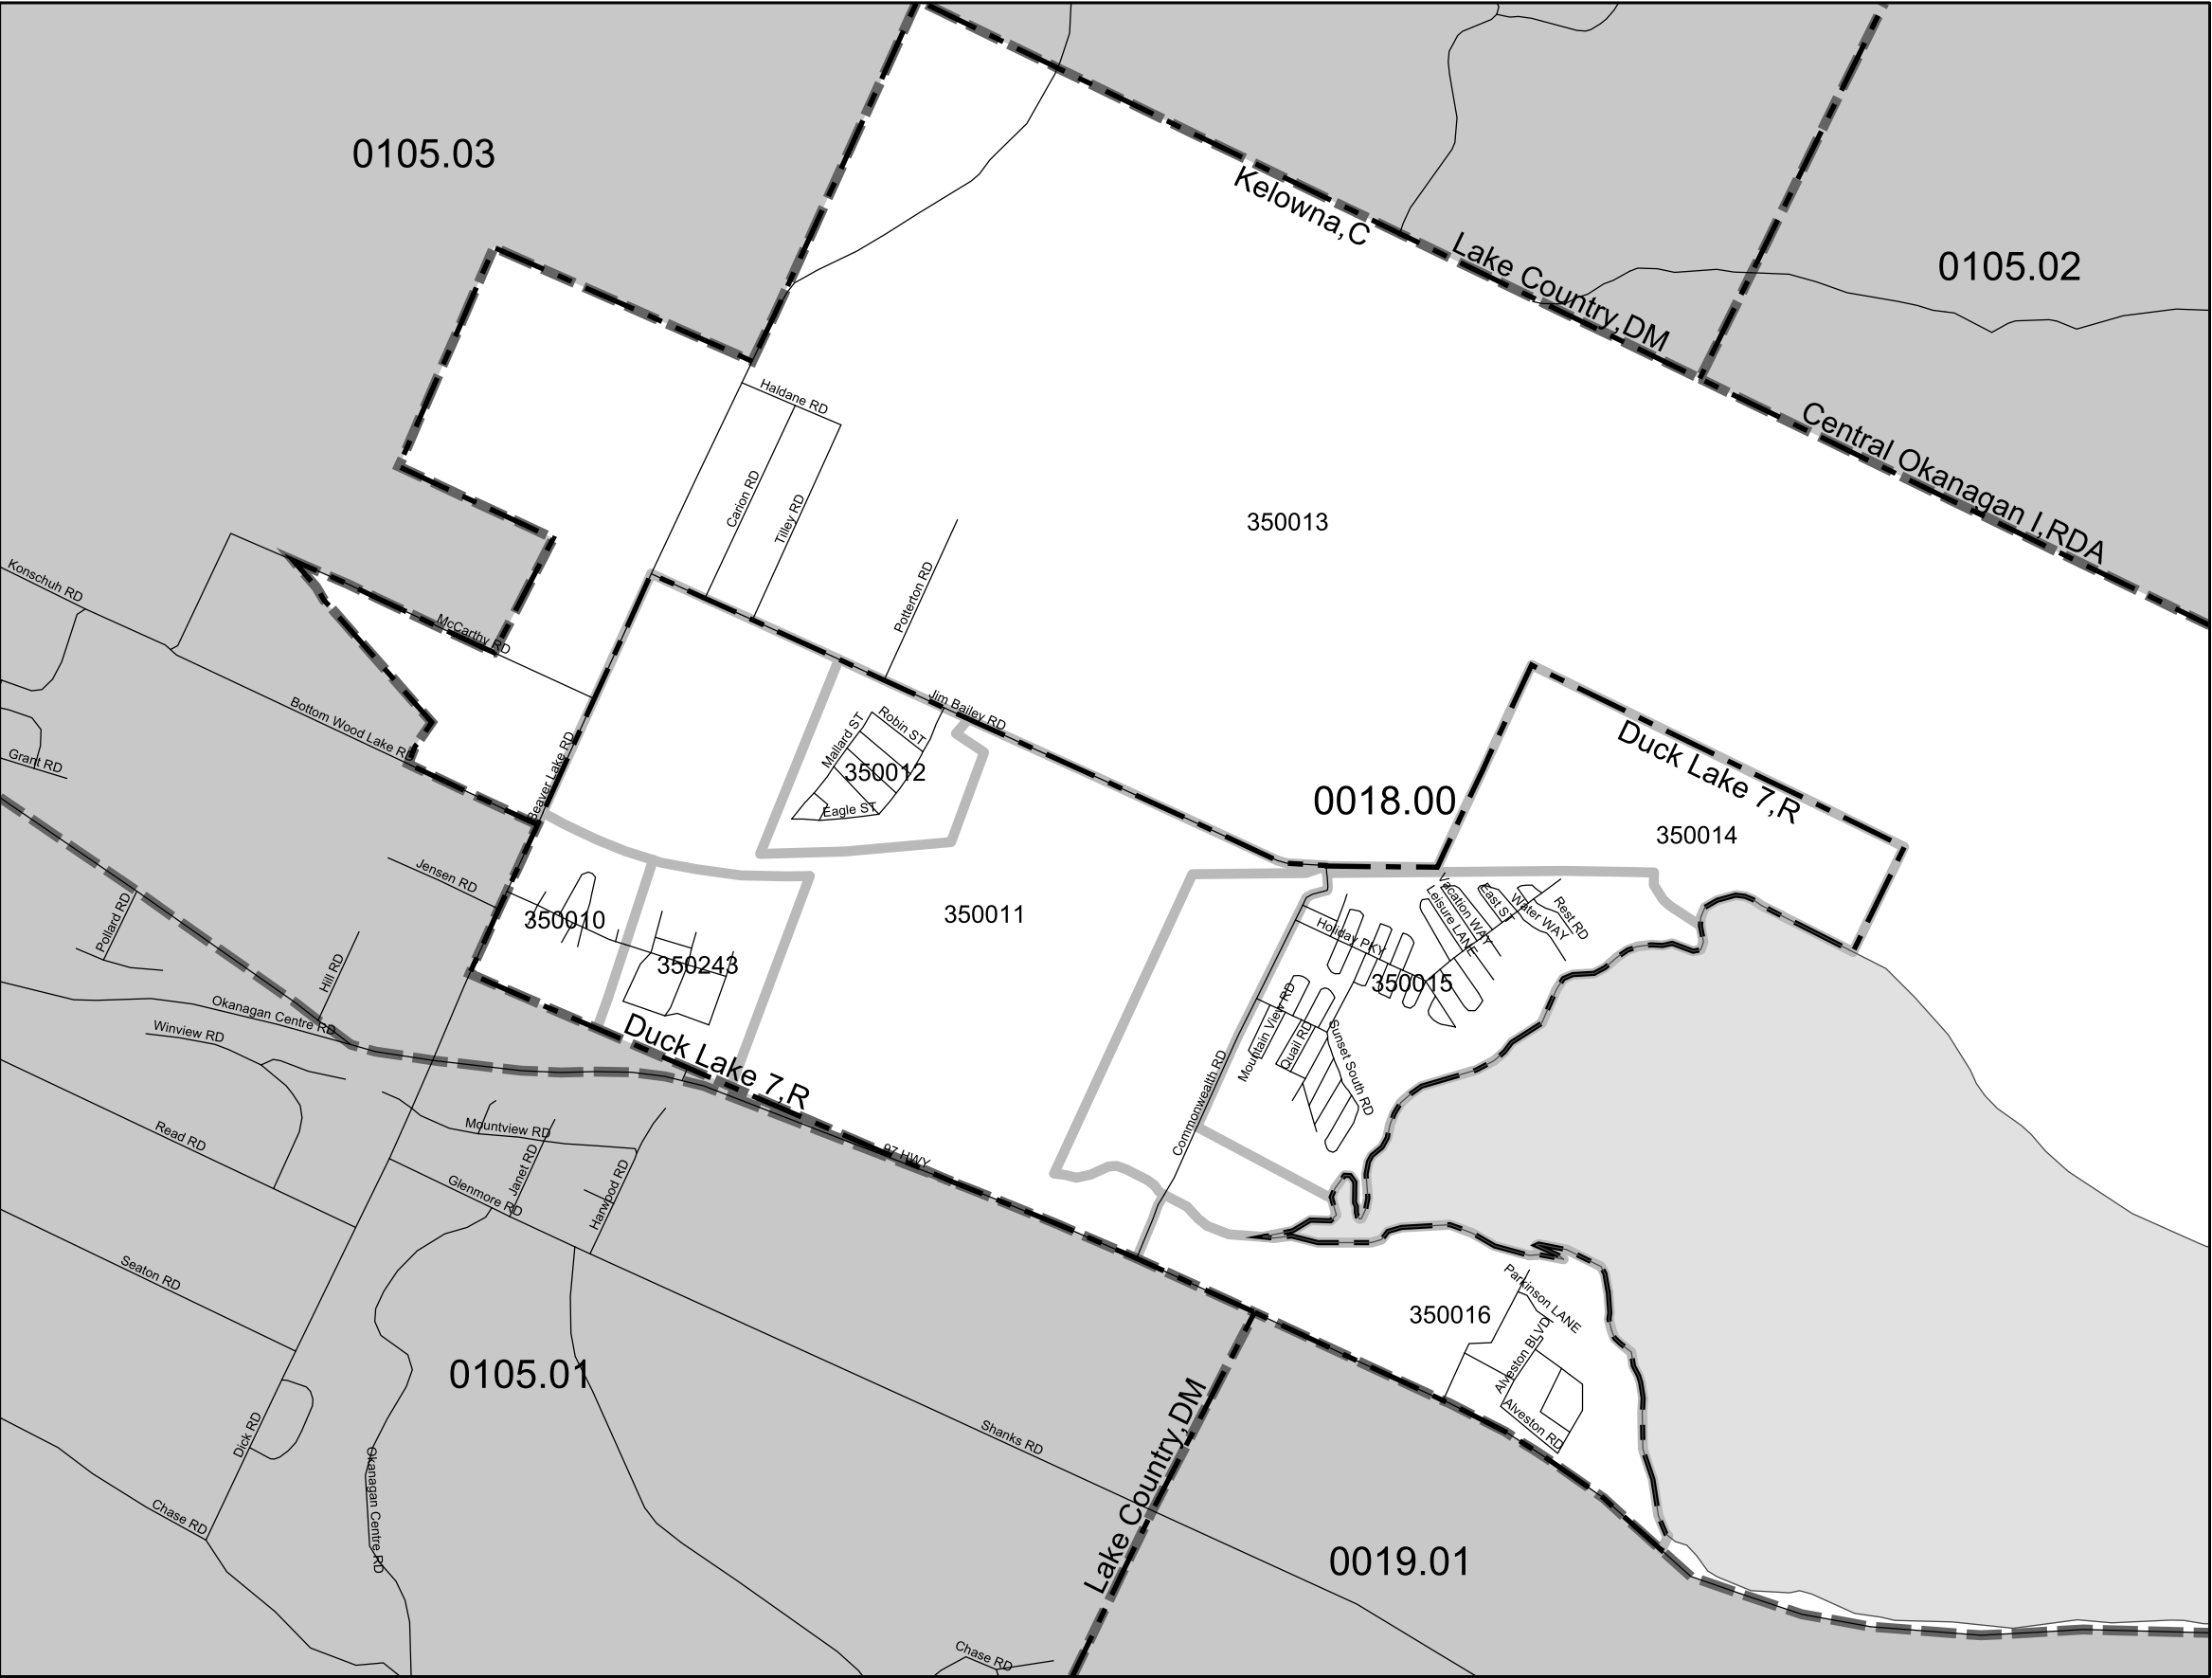 0105.03
Kelowna,C
Lake Country,DM
0105.02
Central Okanagan I,RDA
Haldane RD
Carion RD
Tilley RD
350013
Potterton RD
Konschuh RD
McCarthy RD
Bottom Wood Lake RD
Grant RD
Beaver Lake RD
Jim Bailey RD
Robin ST
Mallard ST
350012
Eagle ST
0018.00
Duck Lake 7,R
350014
Jensen RD
Pollard RD
Hill RD
350010
350243
350011
Vacation WAY
Leisure LANE
East ST
Water WAY
Rest RD
Holiday PKY
350015
Mountain View RD
Quail RD
Sunset South RD
Commonwealth RD
Okanagan Centre RD
Winview RD
Duck Lake 7,R
97 HWY
Read RD
Mountview RD
Janet RD
Harwood RD
Glenmore RD
Seaton RD
350016
Parkinson LANE
Alveston BLVD
Alveston RD
0105.01
Dick RD
Okanagan Centre RD
Shanks RD
Lake Country,DM
Chase RD
0019.01
Chase RD